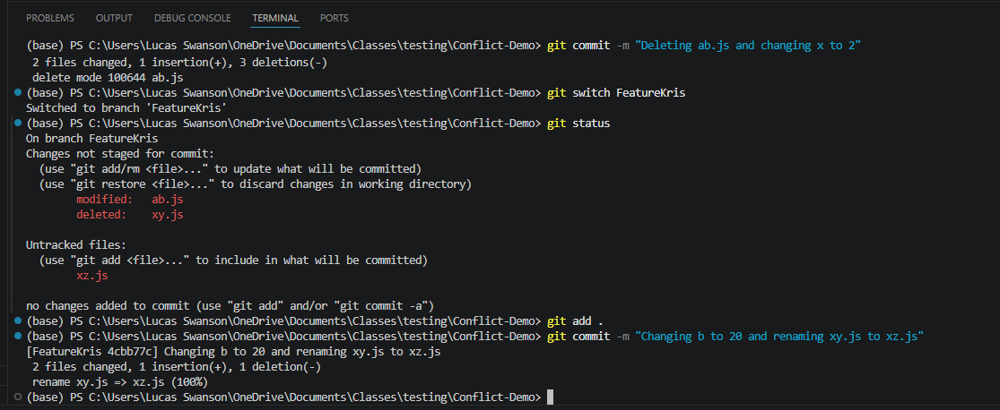 PROBLEMS OUTPUT DEBUG CONSOLE TERMINAL PORTS
(base) PS C:\Users\Lucas Swanson\OneDrive\Documents\Classes\testing\Conflict-Demo> git commit -m "Deleting ab.js and changing x to 2"
 2 files changed, 1 insertion(+), 3 deletions(-)
 delete mode 100644 ab.js
(base) PS C:\Users\Lucas Swanson\OneDrive\Documents\Classes\testing\Conflict-Demo> git switch FeatureKris
Switched to branch 'FeatureKris'
(base) PS C:\Users\Lucas Swanson\OneDrive\Documents\Classes\testing\Conflict-Demo> git status
On branch FeatureKris
Changes not staged for commit:
  (use "git add/rm <file>..." to update what will be committed)
  (use "git restore <file>..." to discard changes in working directory)
        modified:   ab.js
        deleted:    xy.js

Untracked files:
  (use "git add <file>..." to include in what will be committed)
        xz.js

no changes added to commit (use "git add" and/or "git commit -a")
(base) PS C:\Users\Lucas Swanson\OneDrive\Documents\Classes\testing\Conflict-Demo> git add .
(base) PS C:\Users\Lucas Swanson\OneDrive\Documents\Classes\testing\Conflict-Demo> git commit -m "Changing b to 20 and renaming xy.js to xz.js"
[FeatureKris 4cbb77c] Changing b to 20 and renaming xy.js to xz.js
 2 files changed, 1 insertion(+), 1 deletion(-)
 rename xy.js => xz.js (100%)
(base) PS C:\Users\Lucas Swanson\OneDrive\Documents\Classes\testing\Conflict-Demo>